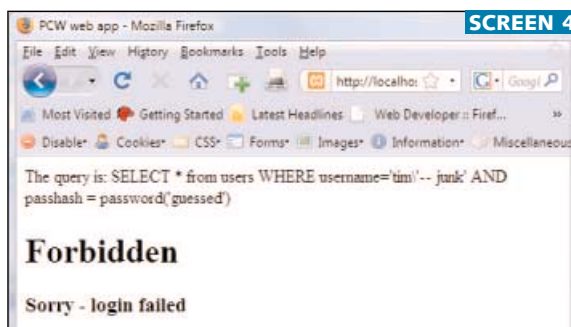 PCW web app - Mozilla Firefox
SCREEN 4
File Edit View History Bookmarks Tools Help
http://localhos Googl
Most Visited Getting Started Latest Headlines Web Developer :: Firef... »
Disable Cookies CSS Forms Images Information Miscellaneous
The query is: SELECT * from users WHERE username='tim\'-- junk' AND
passhash = password('guessed')
Forbidden
Sorry - login failed